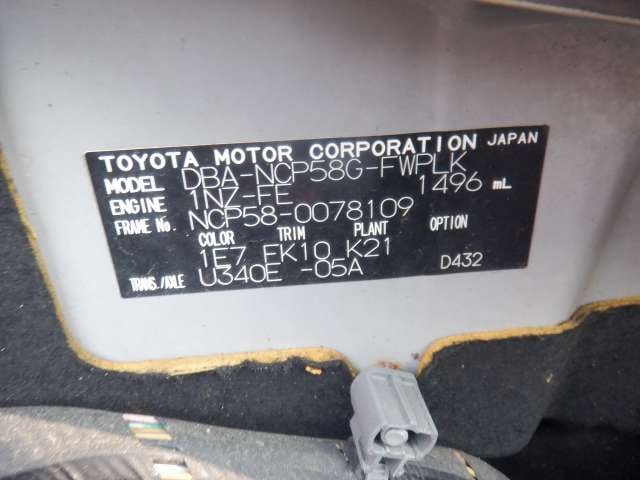 TOYOTA MOTOR CORPORATION JAPAN
MODEL DBA-NCP58G-FWPLK
ENGINE 1NZ-FE 1496 mL
FRAME No. NCP58-0078109
COLOR TRIM PLANT OPTION
1E7 FK10 K21
TRANS./AXLE U340E -05A D432